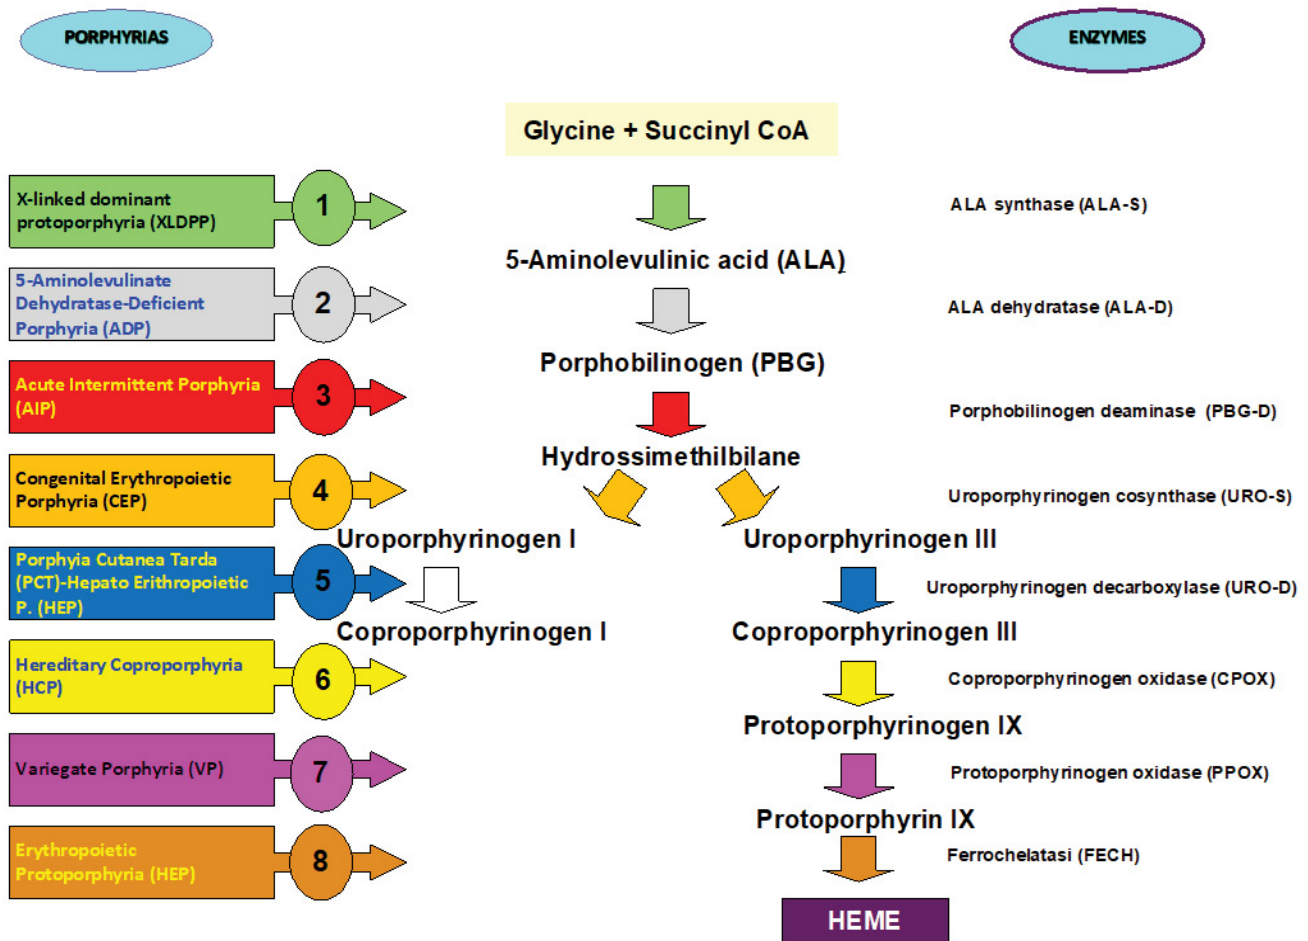 PORPHYRIAS
ENZYMES
Glycine + Succinyl CoA
X-linked dominant
protoporphyria (XLDPP)
1
ALA synthase (ALA-S)
5-Aminolevulinic acid (ALA)
5-Aminolevulinate
Dehydratase-Deficient
Porphyria (ADP)
2
ALA dehydratase (ALA-D)
Porphobilinogen (PBG)
Acute Intermittent Porphyria
(AIP)
3
Porphobilinogen deaminase (PBG-D)
Hydrossimethilbilane
Congenital Erythropoietic
Porphyria (CEP)
4
Uroporphyrinogen cosynthase (URO-S)
Uroporphyrinogen I
Uroporphyrinogen III
Porphyia Cutanea Tarda
(PCT)-Hepato Erithropoietic
P. (HEP)
5
Uroporphyrinogen decarboxylase (URO-D)
Coproporphyrinogen I
Coproporphyrinogen III
Hereditary Coproporphyria
(HCP)
6
Coproporphyrinogen oxidase (CPOX)
Protoporphyrinogen IX
Variegate Porphyria (VP)
7
Protoporphyrinogen oxidase (PPOX)
Protoporphyrin IX
Erythropoietic
Protoporphyria (HEP)
8
Ferrochelatasi (FECH)
HEME